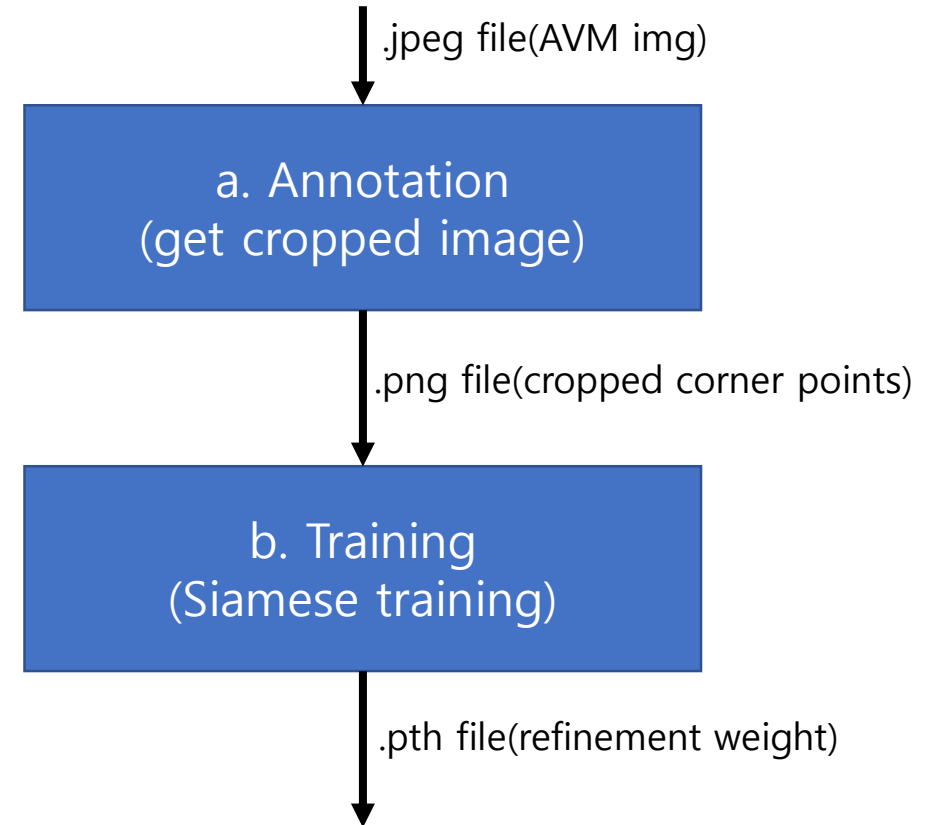 .jpeg file(AVM img)
a. Annotation
(get cropped image)
.png file(cropped corner points)
b. Training
(Siamese training)
.pth file(refinement weight)